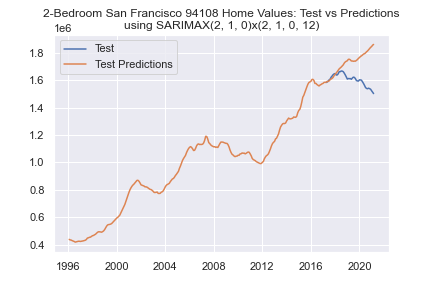 2-Bedroom San Francisco 94108 Home Values: Test vs Predictions
using SARIMAX(2, 1, 0)x(2, 1, 0, 12)
1e6
Test
Test Predictions
1.8
1.6
1.4
1.2
1.0
0.8
0.6
0.4
1996 2000 2004 2008 2012 2016 2020